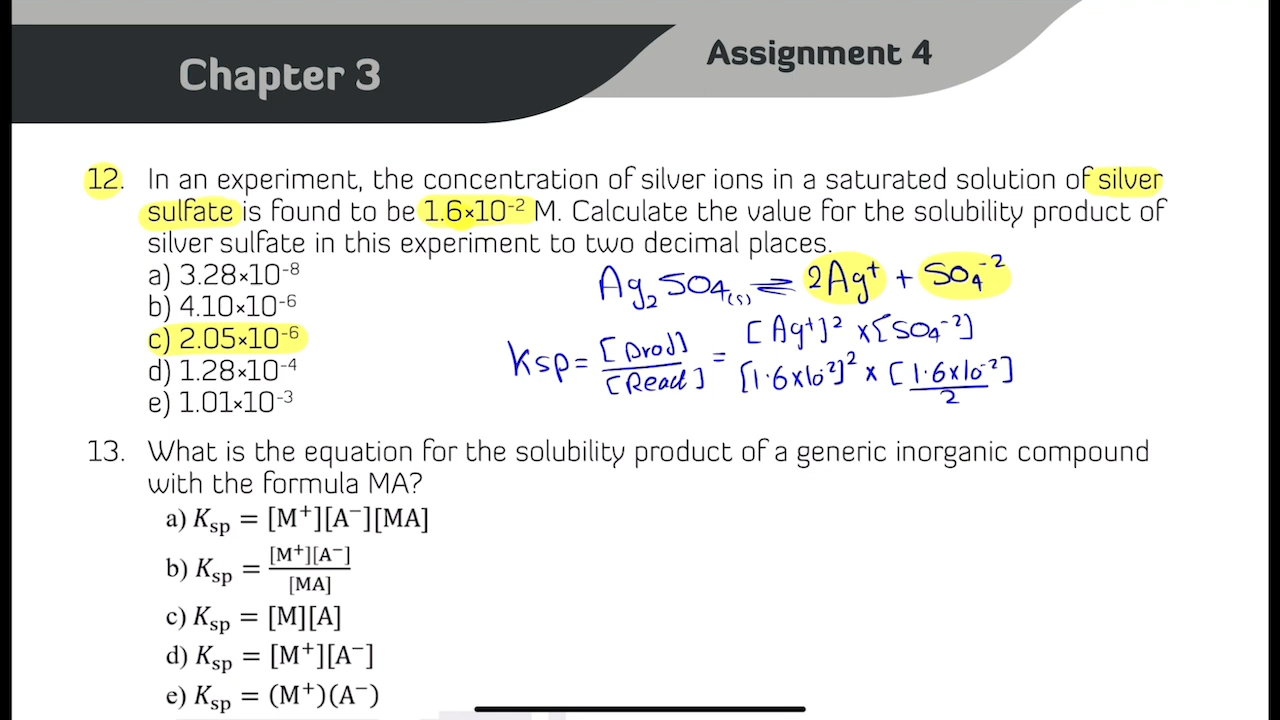 Chapter 3
Assignment 4
12. In an experiment, the concentration of silver ions in a saturated solution of silver
sulfate is found to be 1.6×10⁻² M. Calculate the value for the solubility product of
silver sulfate in this experiment to two decimal places.
a) 3.28×10⁻⁸
b) 4.10×10⁻⁶
c) 2.05×10⁻⁶
d) 1.28×10⁻⁴
e) 1.01×10⁻³
Ag₂SO₄(s) ⇌ 2Ag⁺ + SO₄⁻²
Ksp = [Prod] / [Reacl] = [Ag⁺]² × [SO₄⁻²]
[1.6×10⁻²]² × [1.6×10⁻² / 2]
13. What is the equation for the solubility product of a generic inorganic compound
with the formula MA?
a) Ksp = [M⁺][A⁻][MA]
b) Ksp = [M⁺][A⁻] / [MA]
c) Ksp = [M][A]
d) Ksp = [M⁺][A⁻]
e) Ksp = (M⁺)(A⁻)